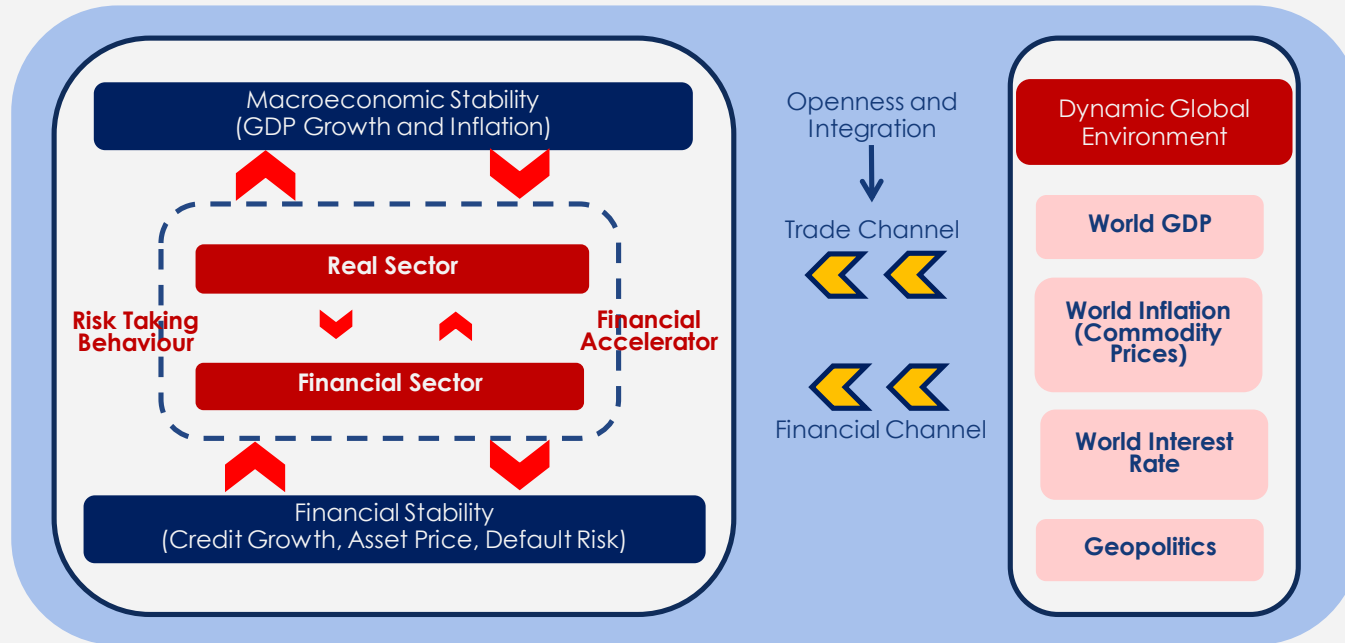 Macroeconomic Stability
(GDP Growth and Inflation)
Real Sector
Risk Taking
Behaviour
Financial
Accelerator
Financial Sector
Financial Stability
(Credit Growth, Asset Price, Default Risk)
Openness and
Integration
Trade Channel
Financial Channel
Dynamic Global
Environment
World GDP
World Inflation
(Commodity
Prices)
World Interest
Rate
Geopolitics